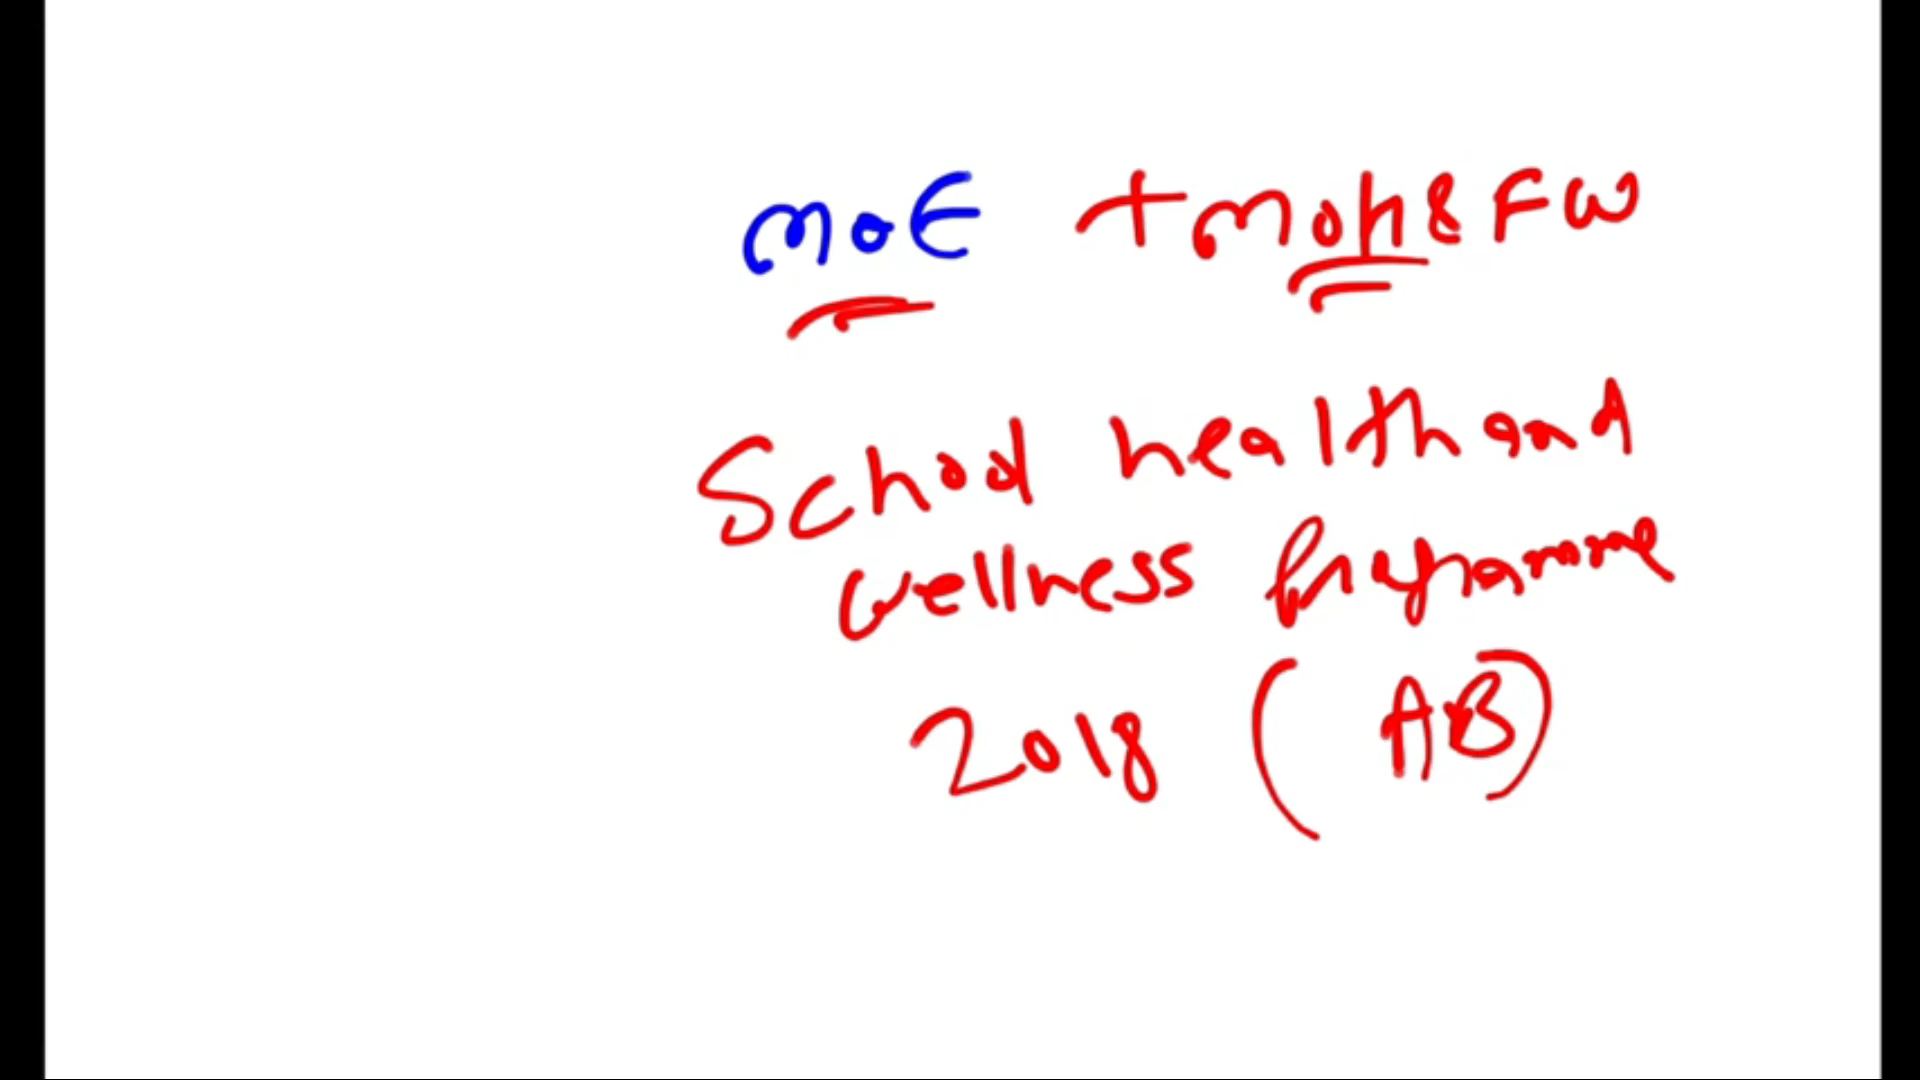 MoE + Moh & FW
School health and
wellness Programme
2018 (AB)